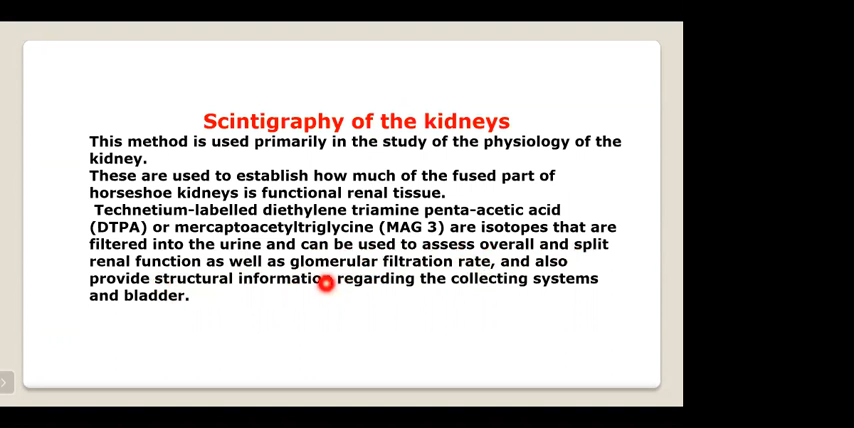 Scintigraphy of the kidneys
This method is used primarily in the study of the physiology of the
kidney.
These are used to establish how much of the fused part of
horseshoe kidneys is functional renal tissue.
Technetium-labelled diethylene triamine penta-acetic acid
(DTPA) or mercaptoacetyltriglycine (MAG 3) are isotopes that are
filtered into the urine and can be used to assess overall and split
renal function as well as glomerular filtration rate, and also
provide structural information regarding the collecting systems
and bladder.